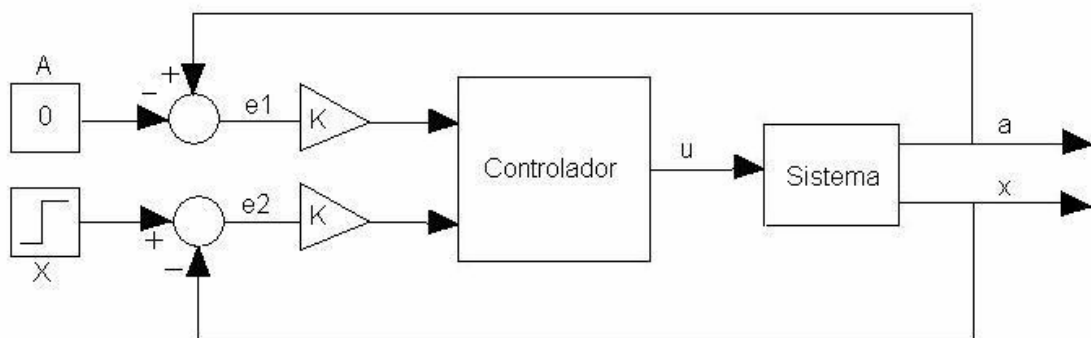 A
+
−
0
e1
K
Controlador
u
Sistema
a
x
e2
K
+
−
X